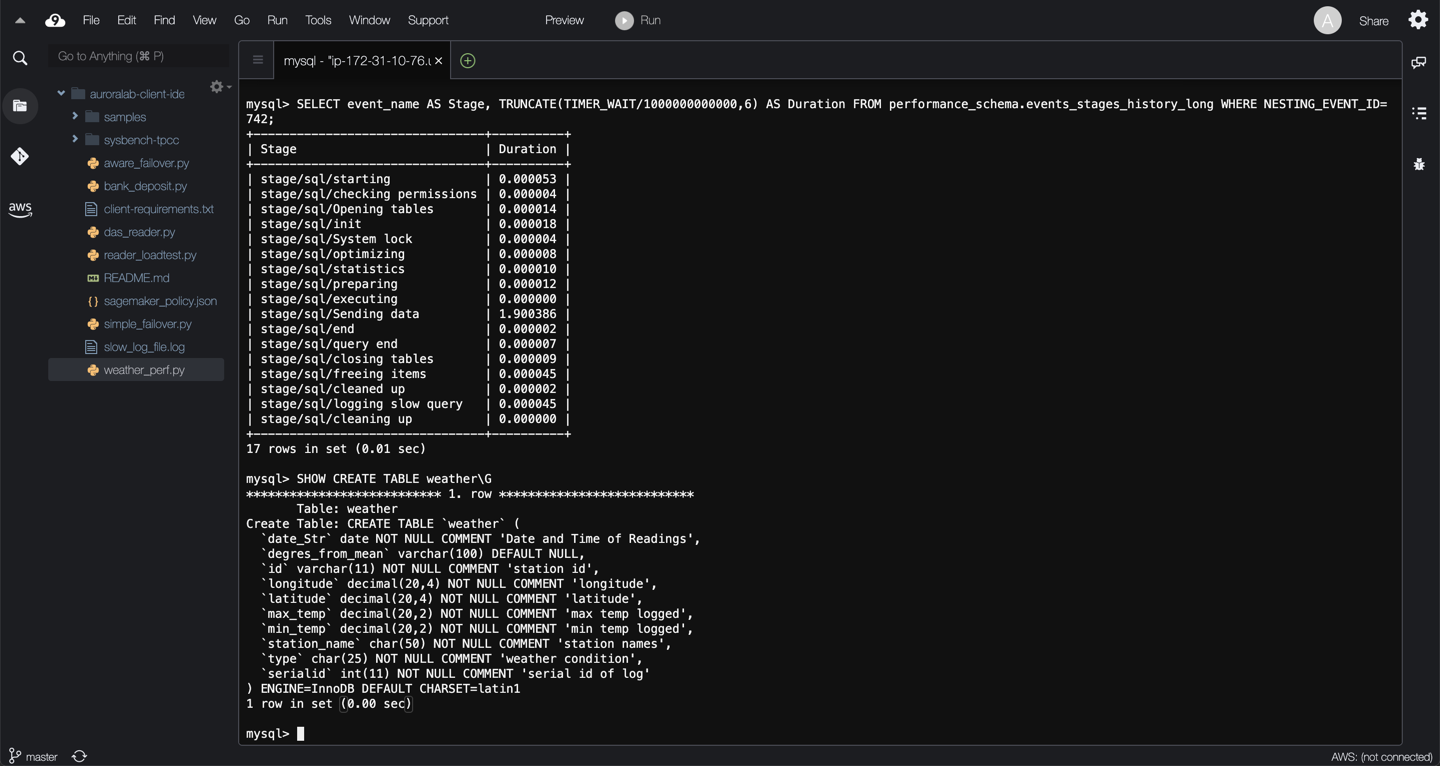 9 File Edit Find View Go Run Tools Window Support Preview Run A Share
Go to Anything (⌘ P)
mysql - "ip-172-31-10-76.u ×
auroralab-client-ide
samples
sysbench-tpcc
aware_failover.py
bank_deposit.py
client-requirements.txt
das_reader.py
reader_loadtest.py
README.md
sagemaker_policy.json
simple_failover.py
slow_log_file.log
weather_perf.py
aws
mysql> SELECT event_name AS Stage, TRUNCATE(TIMER_WAIT/1000000000000,6) AS Duration FROM performance_schema.events_stages_history_long WHERE NESTING_EVENT_ID=
742;
+--------------------------------+----------+
| Stage                          | Duration |
+--------------------------------+----------+
| stage/sql/starting             | 0.000053 |
| stage/sql/checking permissions | 0.000004 |
| stage/sql/Opening tables       | 0.000014 |
| stage/sql/init                 | 0.000018 |
| stage/sql/System lock          | 0.000004 |
| stage/sql/optimizing           | 0.000008 |
| stage/sql/statistics           | 0.000010 |
| stage/sql/preparing            | 0.000012 |
| stage/sql/executing            | 0.000000 |
| stage/sql/Sending data         | 1.900386 |
| stage/sql/end                  | 0.000002 |
| stage/sql/query end            | 0.000007 |
| stage/sql/closing tables       | 0.000009 |
| stage/sql/freeing items        | 0.000045 |
| stage/sql/cleaned up           | 0.000002 |
| stage/sql/logging slow query   | 0.000045 |
| stage/sql/cleaning up          | 0.000000 |
+--------------------------------+----------+
17 rows in set (0.01 sec)
mysql> SHOW CREATE TABLE weather\G
*************************** 1. row ***************************
Table: weather
Create Table: CREATE TABLE `weather` (
`date_Str` date NOT NULL COMMENT 'Date and Time of Readings',
`degres_from_mean` varchar(100) DEFAULT NULL,
`id` varchar(11) NOT NULL COMMENT 'station id',
`longitude` decimal(20,4) NOT NULL COMMENT 'longitude',
`latitude` decimal(20,4) NOT NULL COMMENT 'latitude',
`max_temp` decimal(20,2) NOT NULL COMMENT 'max temp logged',
`min_temp` decimal(20,2) NOT NULL COMMENT 'min temp logged',
`station_name` char(50) NOT NULL COMMENT 'station names',
`type` char(25) NOT NULL COMMENT 'weather condition',
`serialid` int(11) NOT NULL COMMENT 'serial id of log'
) ENGINE=InnoDB DEFAULT CHARSET=latin1
1 row in set (0.00 sec)
mysql>
master
AWS: (not connected)